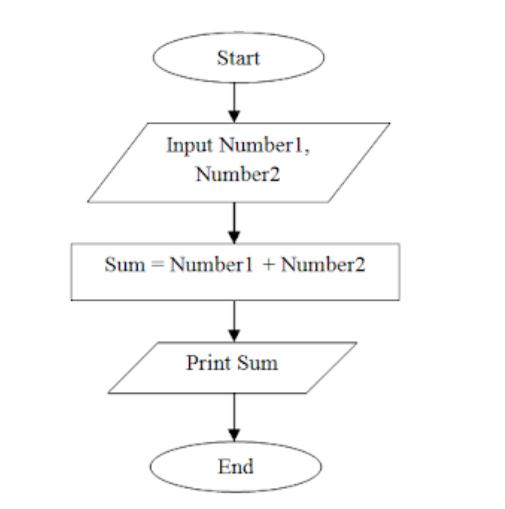 Start
Input Number1,
Number2
Sum = Number1 + Number2
Print Sum
End